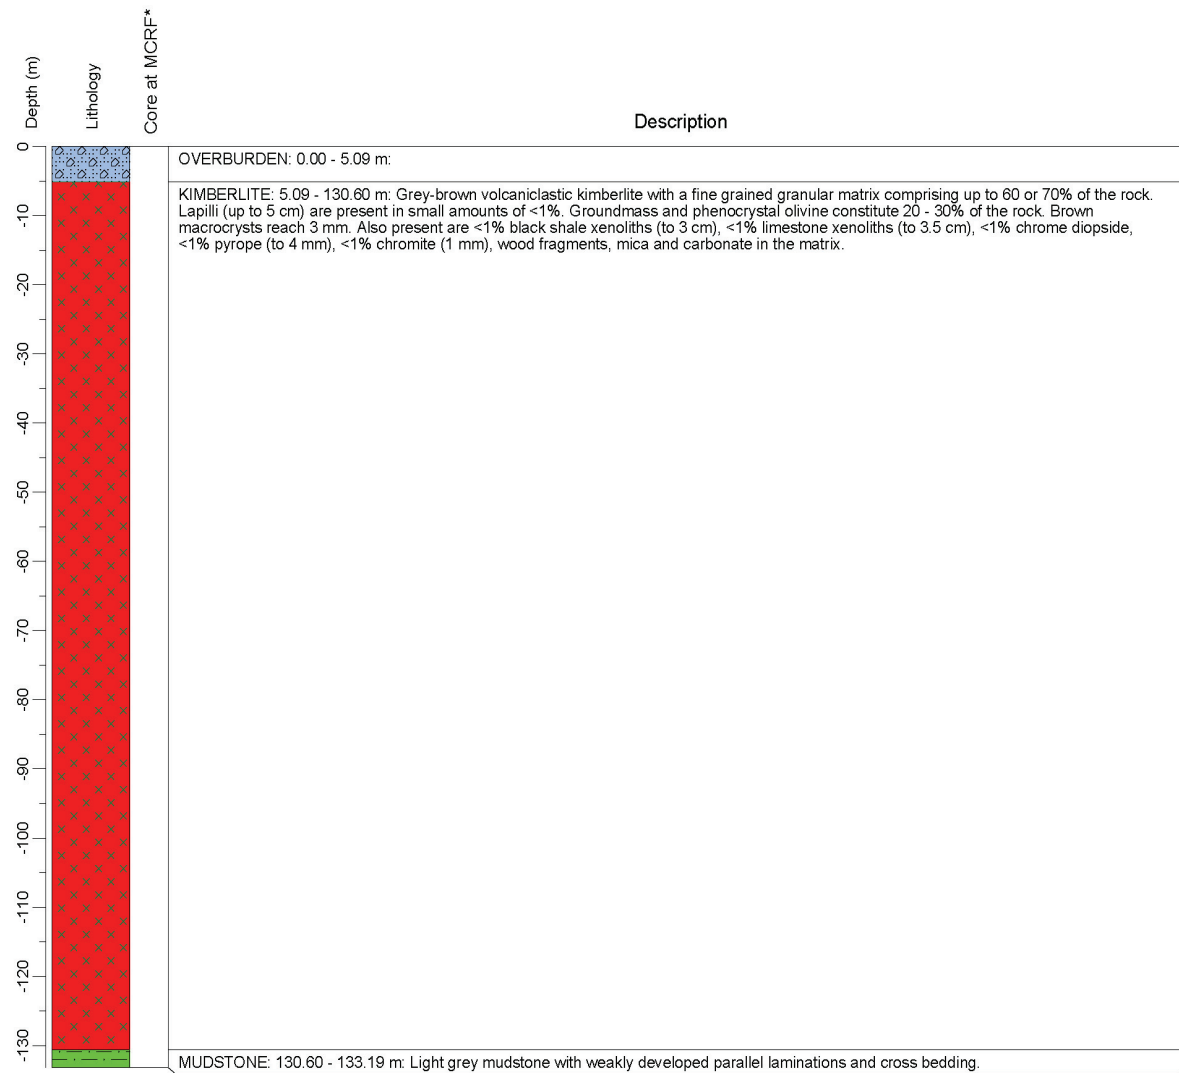 Depth (m)
Lithology
Core at MCRF*
Description
0
OVERBURDEN: 0.00 - 5.09 m:
KIMBERLITE: 5.09 - 130.60 m: Grey-brown volcaniclastic kimberlite with a fine grained granular matrix comprising up to 60 or 70% of the rock.
Lapilli (up to 5 cm) are present in small amounts of <1%. Groundmass and phenocrystal olivine constitute 20 - 30% of the rock. Brown
macrocrysts reach 3 mm. Also present are <1% black shale xenoliths (to 3 cm), <1% limestone xenoliths (to 3.5 cm), <1% chrome diopside,
<1% pyrope (to 4 mm), <1% chromite (1 mm), wood fragments, mica and carbonate in the matrix.
-10
-20
-30
-40
-50
-60
-70
-80
-90
-100
-110
-120
-130
MUDSTONE: 130.60 - 133.19 m: Light grey mudstone with weakly developed parallel laminations and cross bedding.